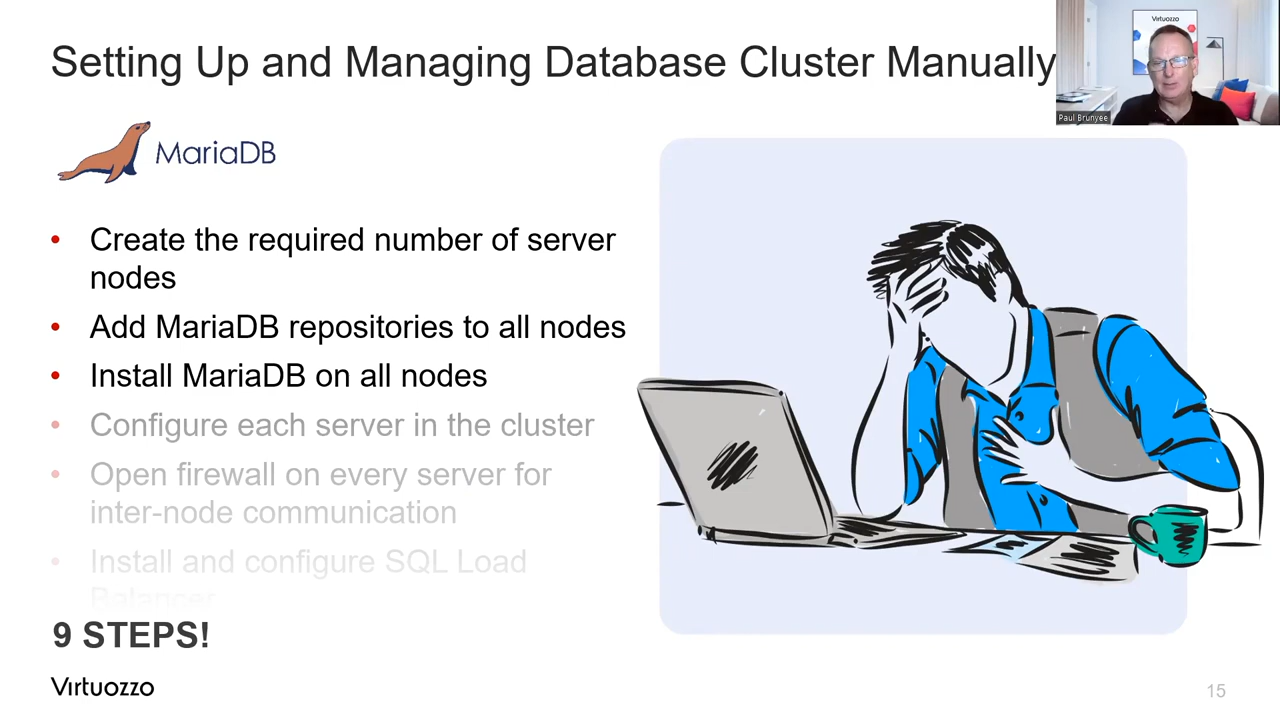 Setting Up and Managing Database Cluster Manually
Virtuozzo
Paul Brunyee
MariaDB
• Create the required number of server
nodes
• Add MariaDB repositories to all nodes
• Install MariaDB on all nodes
• Configure each server in the cluster
• Open firewall on every server for
inter-node communication
• Install and configure SQL Load
Balancer
9 STEPS!
Virtuozzo
15